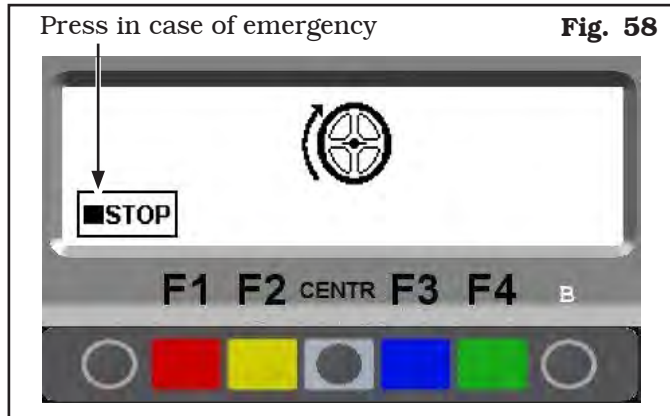 Press in case of emergency Fig. 58
■STOP
F1 F2 CENTR F3 F4 B